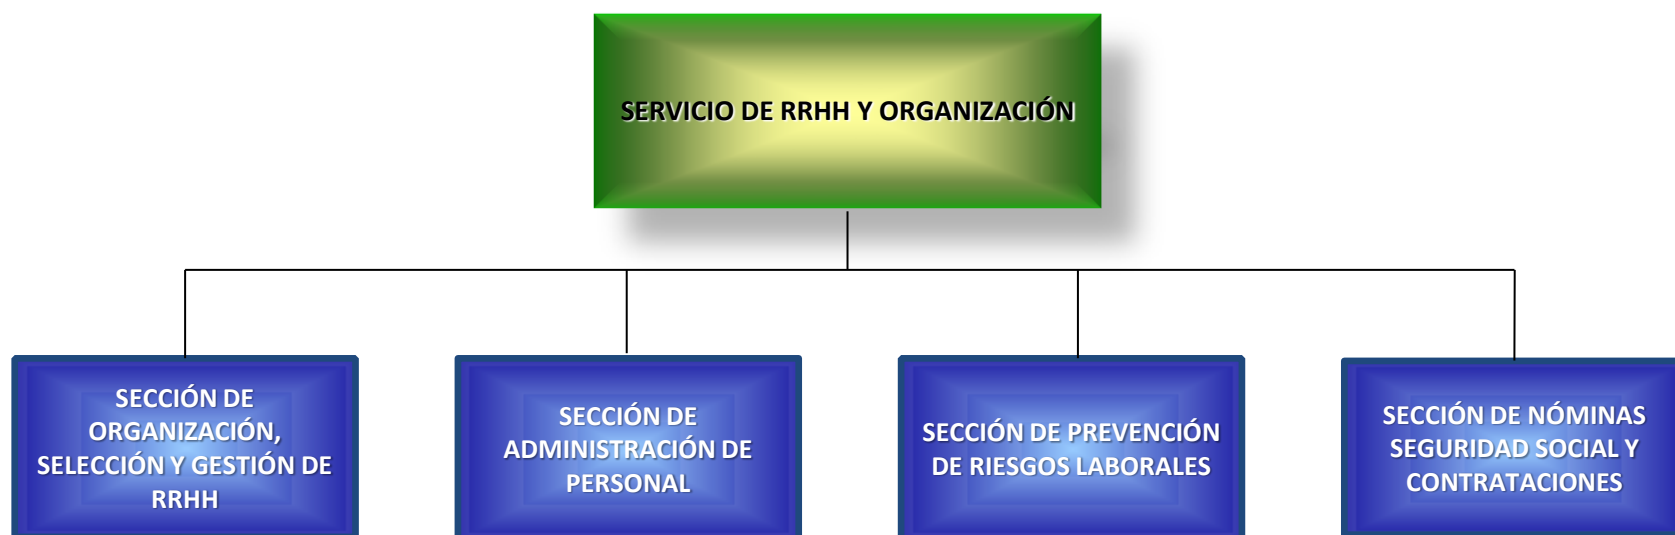 SERVICIO DE RRHH Y ORGANIZACIÓN
SECCIÓN DE
ORGANIZACIÓN,
SELECCIÓN Y GESTIÓN DE
RRHH
SECCIÓN DE
ADMINISTRACIÓN DE
PERSONAL
SECCIÓN DE PREVENCIÓN
DE RIESGOS LABORALES
SECCIÓN DE NÓMINAS
SEGURIDAD SOCIAL Y
CONTRATACIONES